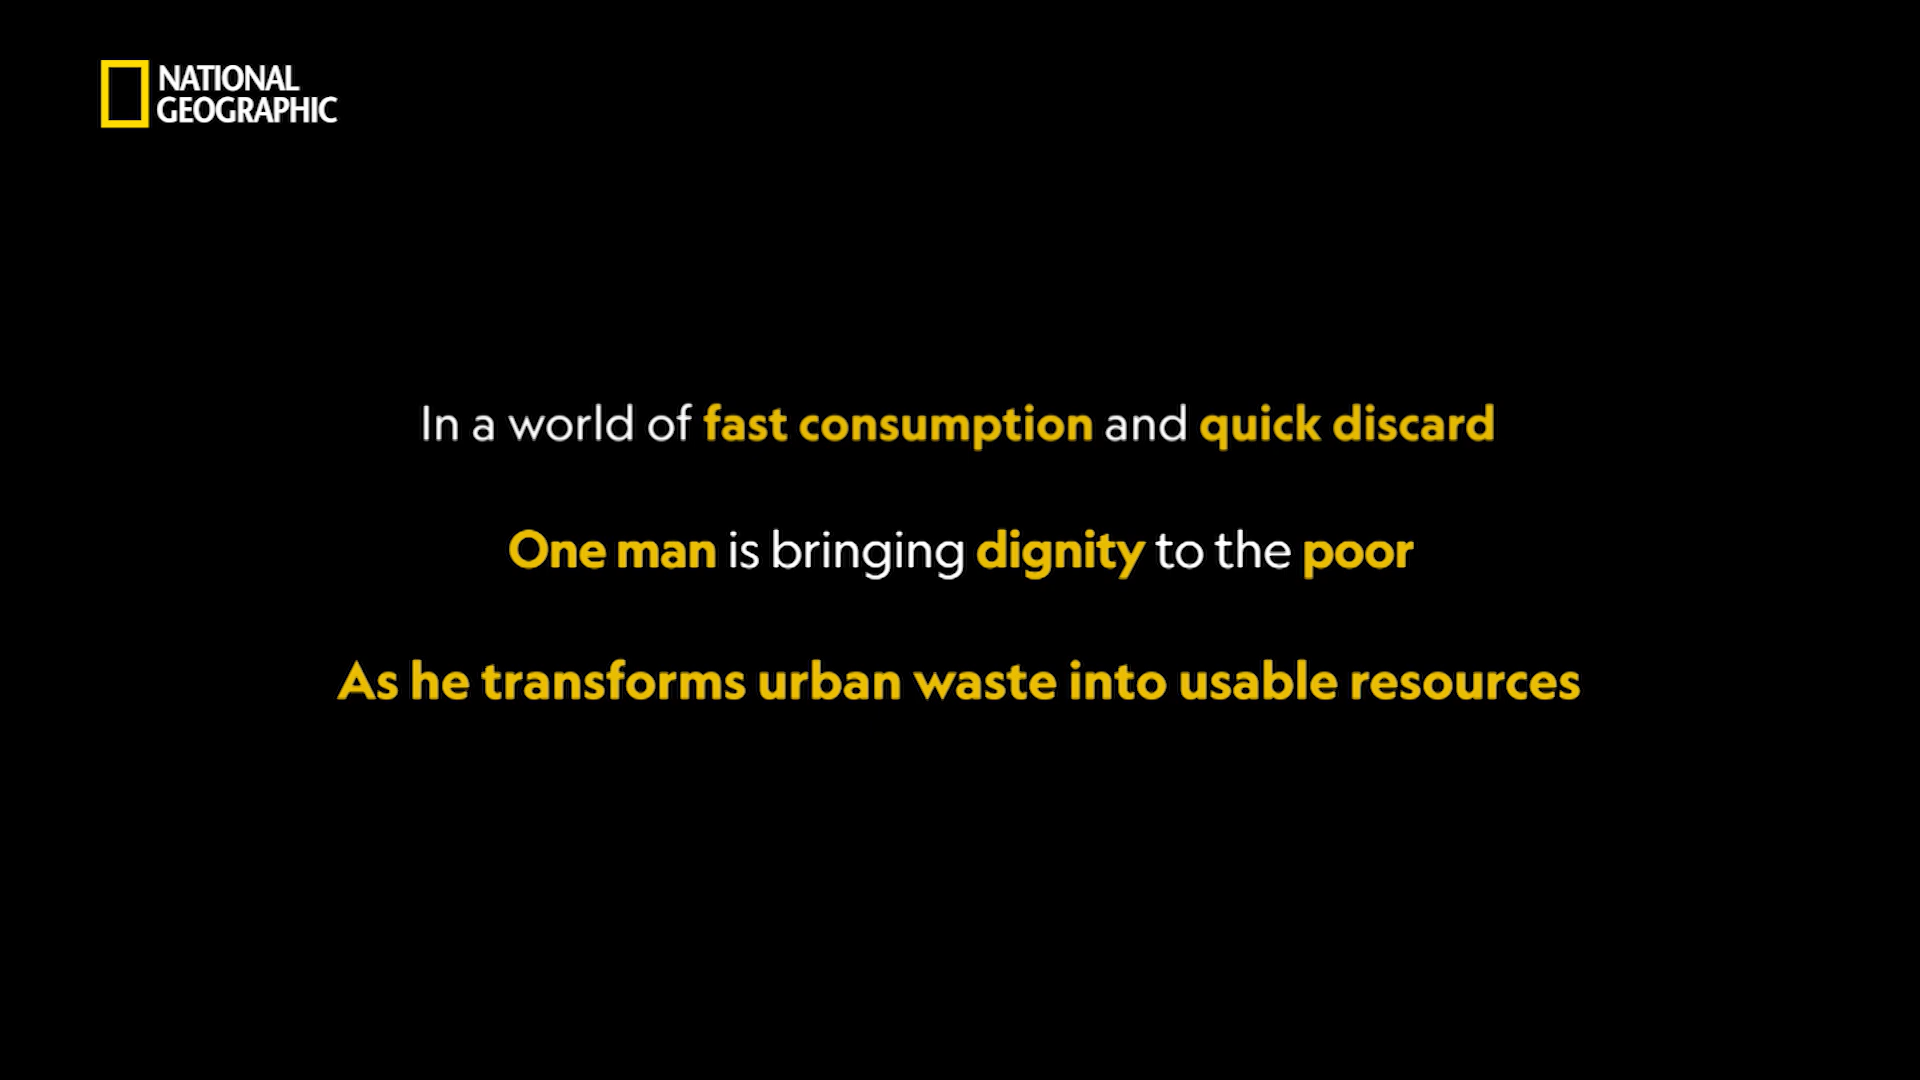 NATIONAL
GEOGRAPHIC
In a world of fast consumption and quick discard
One man is bringing dignity to the poor
As he transforms urban waste into usable resources